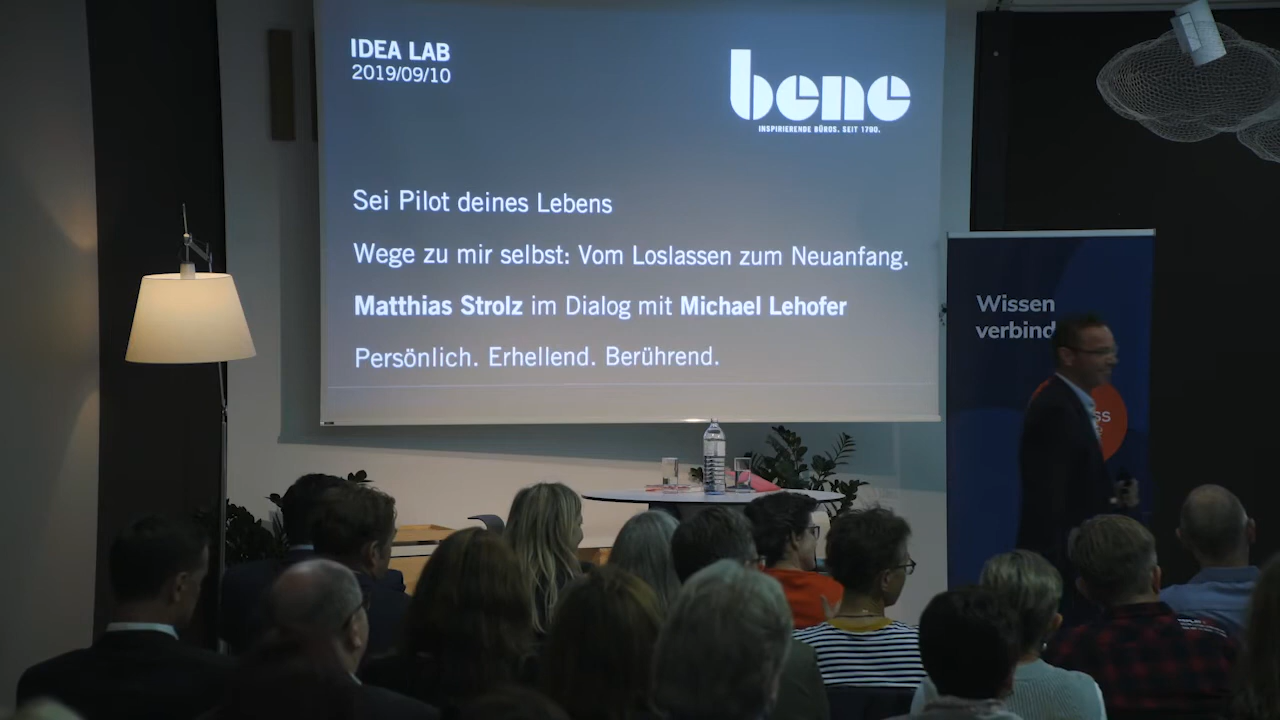 IDEA LAB
2019/09/10
bene
INSPIRIERENDE BÜROS. SEIT 1790.
Sei Pilot deines Lebens
Wege zu mir selbst: Vom Loslassen zum Neuanfang.
Matthias Strolz im Dialog mit Michael Lehofer
Persönlich. Erhellend. Berührend.
Wissen
verbind